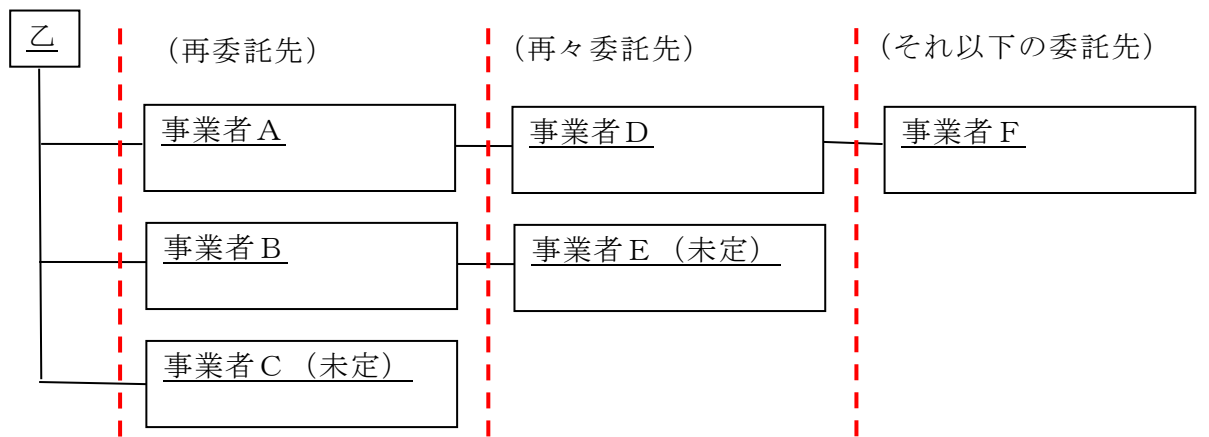 乙
（再委託先）
（再々委託先）
（それ以下の委託先）
事業者Ａ
事業者Ｄ
事業者Ｆ
事業者Ｂ
事業者Ｅ（未定）
事業者Ｃ（未定）